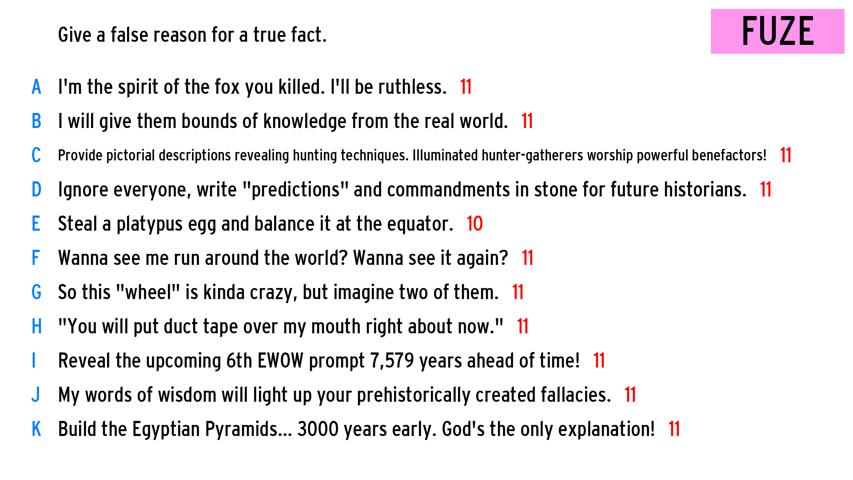 Give a false reason for a true fact.
FUZE
A I'm the spirit of the fox you killed. I'll be ruthless. 11
B I will give them bounds of knowledge from the real world. 11
C Provide pictorial descriptions revealing hunting techniques. Illuminated hunter-gatherers worship powerful benefactors! 11
D Ignore everyone, write "predictions" and commandments in stone for future historians. 11
E Steal a platypus egg and balance it at the equator. 10
F Wanna see me run around the world? Wanna see it again? 11
G So this "wheel" is kinda crazy, but imagine two of them. 11
H "You will put duct tape over my mouth right about now." 11
I Reveal the upcoming 6th EWOW prompt 7,579 years ahead of time! 11
J My words of wisdom will light up your prehistorically created fallacies. 11
K Build the Egyptian Pyramids... 3000 years early. God's the only explanation! 11